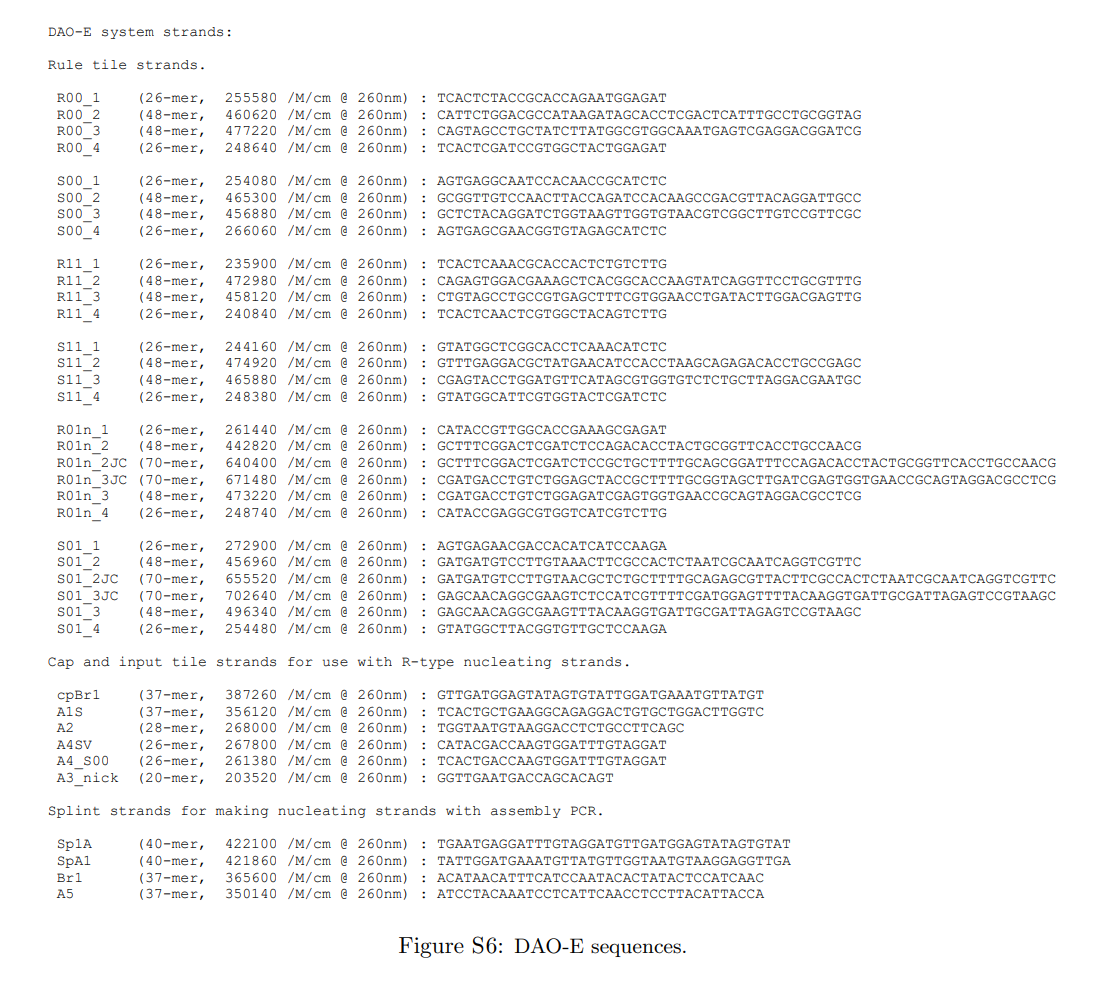 DAO-E system strands:
Rule tile strands.
R00_1 (26-mer, 255580 /M/cm @ 260nm) : TCACTCTACCGCACCAGAATGGAGAT
R00_2 (48-mer, 460620 /M/cm @ 260nm) : CATTCTGGACGCCATAAGATAGCACCTCGACTCATTTGCCTGCGGTAG
R00_3 (48-mer, 477220 /M/cm @ 260nm) : CAGTAGCCTGCTATCTTATGGCGTGGCAAATGAGTCGAGGACGGATCG
R00_4 (26-mer, 248640 /M/cm @ 260nm) : TCACTCGATCCGTGGCTACTGGAGAT
S00_1 (26-mer, 254080 /M/cm @ 260nm) : AGTGAGGCAATCCACAACCGCATCTC
S00_2 (48-mer, 465300 /M/cm @ 260nm) : GCGGTTGTCCAACTTACCAGATCCACAAGCCGACGTTACAGGATTGCC
S00_3 (48-mer, 456880 /M/cm @ 260nm) : GCTCTACAGGATCTGGTAAGTTGGTGTAACGTCGGCTTGTCCGTTCGC
S00_4 (26-mer, 266060 /M/cm @ 260nm) : AGTGAGCGAACGGTGTAGAGCATCTC
R11_1 (26-mer, 235900 /M/cm @ 260nm) : TCACTCAAACGCACCACTCTGTCTTG
R11_2 (48-mer, 472980 /M/cm @ 260nm) : CAGAGTGGACGAAAGCTCACGGCACCAAGTATCAGGTTCCTGCGTTTG
R11_3 (48-mer, 458120 /M/cm @ 260nm) : CTGTAGCCTGCCGTGAGCTTTCGTGGAACCTGATACTTGGACGAGTTG
R11_4 (26-mer, 240840 /M/cm @ 260nm) : TCACTCAACTCGTGGCTACAGTCTTG
S11_1 (26-mer, 244160 /M/cm @ 260nm) : GTATGGCTCGGCACCTCAAACATCTC
S11_2 (48-mer, 474920 /M/cm @ 260nm) : GTTTGAGGACGCTATGAACATCCACCTAAGCAGAGACACCTGCCGAGC
S11_3 (48-mer, 465880 /M/cm @ 260nm) : CGAGTACCTGGATGTTCATAGCGTGGTGTCTCTGCTTAGGACGAATGC
S11_4 (26-mer, 248380 /M/cm @ 260nm) : GTATGGCATTCGTGGTACTCGATCTC
R01n_1 (26-mer, 261440 /M/cm @ 260nm) : CATACCGTTGGCACCGAAAGCGAGAT
R01n_2 (48-mer, 442820 /M/cm @ 260nm) : GCTTTCGGACTCGATCTCCAGACACCTACTGCGGTTCACCTGCCAACG
R01n_2JC (70-mer, 640400 /M/cm @ 260nm) : GCTTTCGGACTCGATCTCCGCTGCTTTTGCAGCGGATTTCCAGACACCTACTGCGGTTCACCTGCCAACG
R01n_3JC (70-mer, 671480 /M/cm @ 260nm) : CGATGACCTGTCTGGAGCTACCGCTTTTGCGGTAGCTTGATCGAGTGGTGAACCGCAGTAGGACGCCTCG
R01n_3 (48-mer, 473220 /M/cm @ 260nm) : CGATGACCTGTCTGGAGATCGAGTGGTGAACCGCAGTAGGACGCCTCG
R01n_4 (26-mer, 248740 /M/cm @ 260nm) : CATACCGAGGCGTGGTCATCGTCTTG
S01_1 (26-mer, 272900 /M/cm @ 260nm) : AGTGAGAACGACCACATCATCCAAGA
S01_2 (48-mer, 456960 /M/cm @ 260nm) : GATGATGTCCTTGTAAACTTCGCCACTCTAATCGCAATCAGGTCGTTC
S01_2JC (70-mer, 655520 /M/cm @ 260nm) : GATGATGTCCTTGTAACGCTCTGCTTTTGCAGAGCGTTACTTCGCCACTCTAATCGCAATCAGGTCGTTC
S01_3JC (70-mer, 702640 /M/cm @ 260nm) : GAGCAACAGGCGAAGTCTCCATCGTTTTCGATGGAGTTTTACAAGGTGATTGCGATTAGAGTCCGTAAGC
S01_3 (48-mer, 496340 /M/cm @ 260nm) : GAGCAACAGGCGAAGTTTACAAGGTGATTGCGATTAGAGTCCGTAAGC
S01_4 (26-mer, 254480 /M/cm @ 260nm) : GTATGGCTTACGGTGTTGCTCCAAGA
Cap and input tile strands for use with R-type nucleating strands.
cpBr1 (37-mer, 387260 /M/cm @ 260nm) : GTTGATGGAGTATAGTGTATTGGATGAAATGTTATGT
A1S (37-mer, 356120 /M/cm @ 260nm) : TCACTGCTGAAGGCAGAGGACTGTGCTGGACTTGGTC
A2 (28-mer, 268000 /M/cm @ 260nm) : TGGTAATGTAAGGACCTCTGCCTTCAGC
A4SV (26-mer, 267800 /M/cm @ 260nm) : CATACGACCAAGTGGATTTGTAGGAT
A4_S00 (26-mer, 261380 /M/cm @ 260nm) : TCACTGACCAAGTGGATTTGTAGGAT
A3_nick (20-mer, 203520 /M/cm @ 260nm) : GGTTGAATGACCAGCACAGT
Splint strands for making nucleating strands with assembly PCR.
Sp1A (40-mer, 422100 /M/cm @ 260nm) : TGAATGAGGATTTGTAGGATGTTGATGGAGTATAGTGTAT
SpA1 (40-mer, 421860 /M/cm @ 260nm) : TATTGGATGAAATGTTATGTTGGTAATGTAAGGAGGTTGA
Br1 (37-mer, 365600 /M/cm @ 260nm) : ACATAACATTTCATCCAATACACTATACTCCATCAAC
A5 (37-mer, 350140 /M/cm @ 260nm) : ATCCTACAAATCCTCATTCAACCTCCTTACATTACCA
Figure S6: DAO-E sequences.